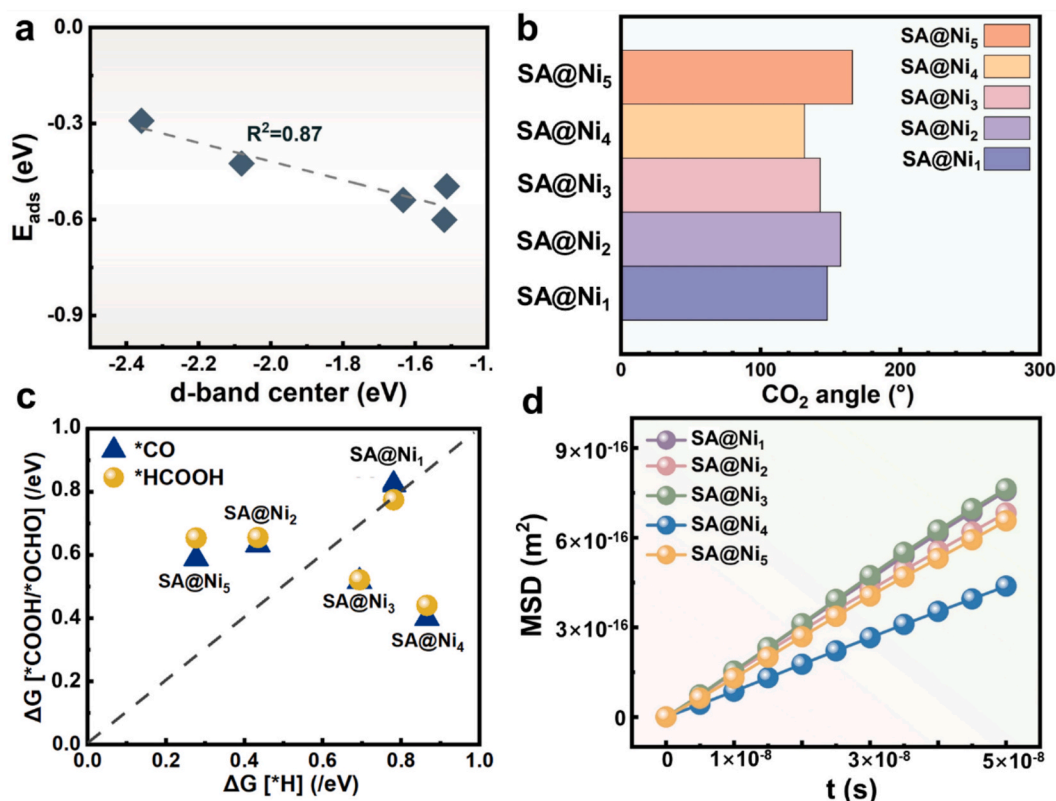 a
0.0
-0.3
-0.6
-0.9
E_ads (eV)
R²=0.87
-2.4 -2.2 -2.0 -1.8 -1.6 -1.
d-band center (eV)
b
SA@Ni₅
SA@Ni₄
SA@Ni₃
SA@Ni₂
SA@Ni₁
SA@Ni₅
SA@Ni₄
SA@Ni₃
SA@Ni₂
SA@Ni₁
0 100 200 300
CO₂ angle (°)
c
1.0
0.8
0.6
0.4
0.2
0.0
ΔG [*COOH/*OCHO] (/eV)
*CO
*HCOOH
SA@Ni₁
SA@Ni₂
SA@Ni₅
SA@Ni₃
SA@Ni₄
0.0 0.2 0.4 0.6 0.8 1.0
ΔG [*H] (/eV)
d
9×10⁻¹⁶
6×10⁻¹⁶
3×10⁻¹⁶
0
MSD (m²)
SA@Ni₁
SA@Ni₂
SA@Ni₃
SA@Ni₄
SA@Ni₅
0 1×10⁻⁸ 3×10⁻⁸ 5×10⁻⁸
t (s)